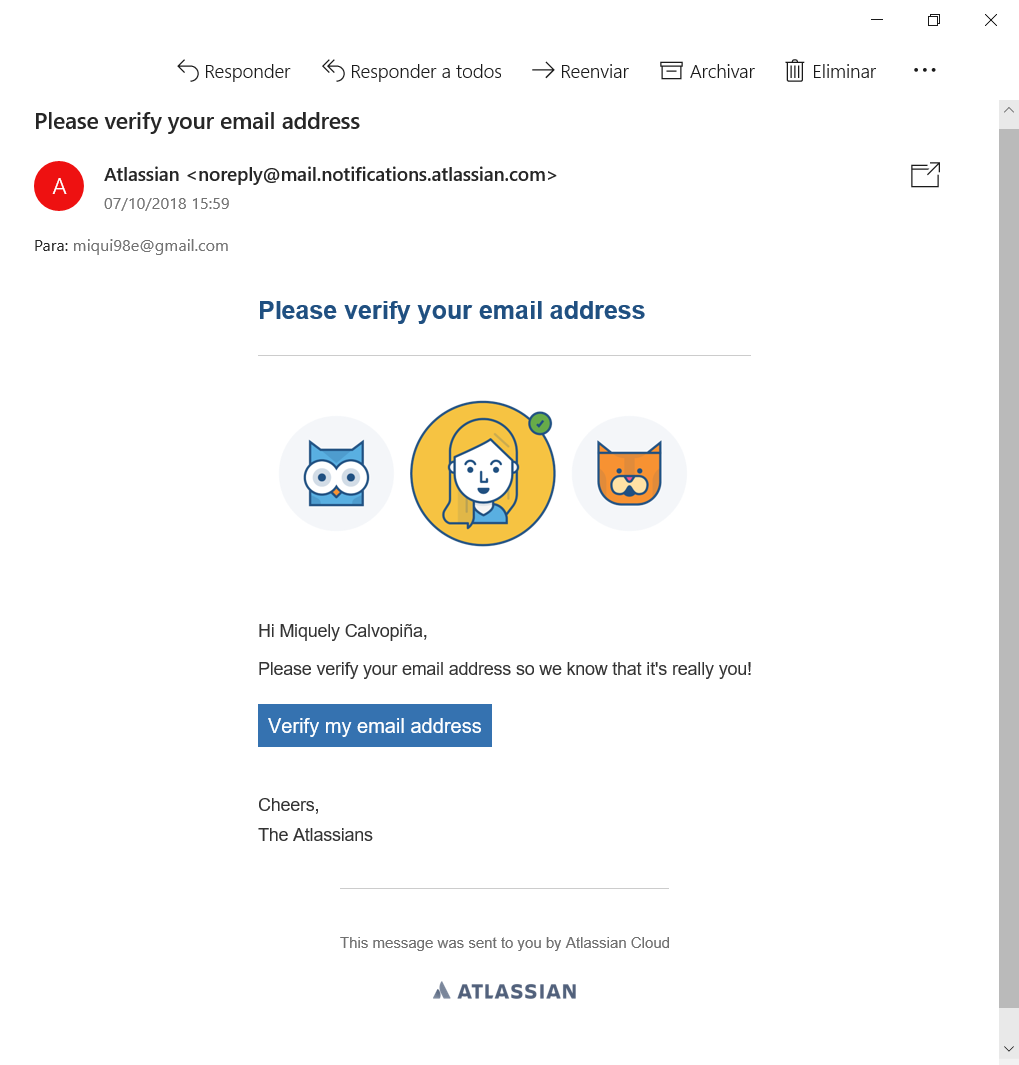 Responder Responder a todos Reenviar Archivar Eliminar
Please verify your email address
A
Atlassian <noreply@mail.notifications.atlassian.com>
07/10/2018 15:59
Para: miqui98e@gmail.com
Please verify your email address
Hi Miquely Calvopiña,
Please verify your email address so we know that it's really you!
Verify my email address
Cheers,
The Atlassians
This message was sent to you by Atlassian Cloud
ATLASSIAN